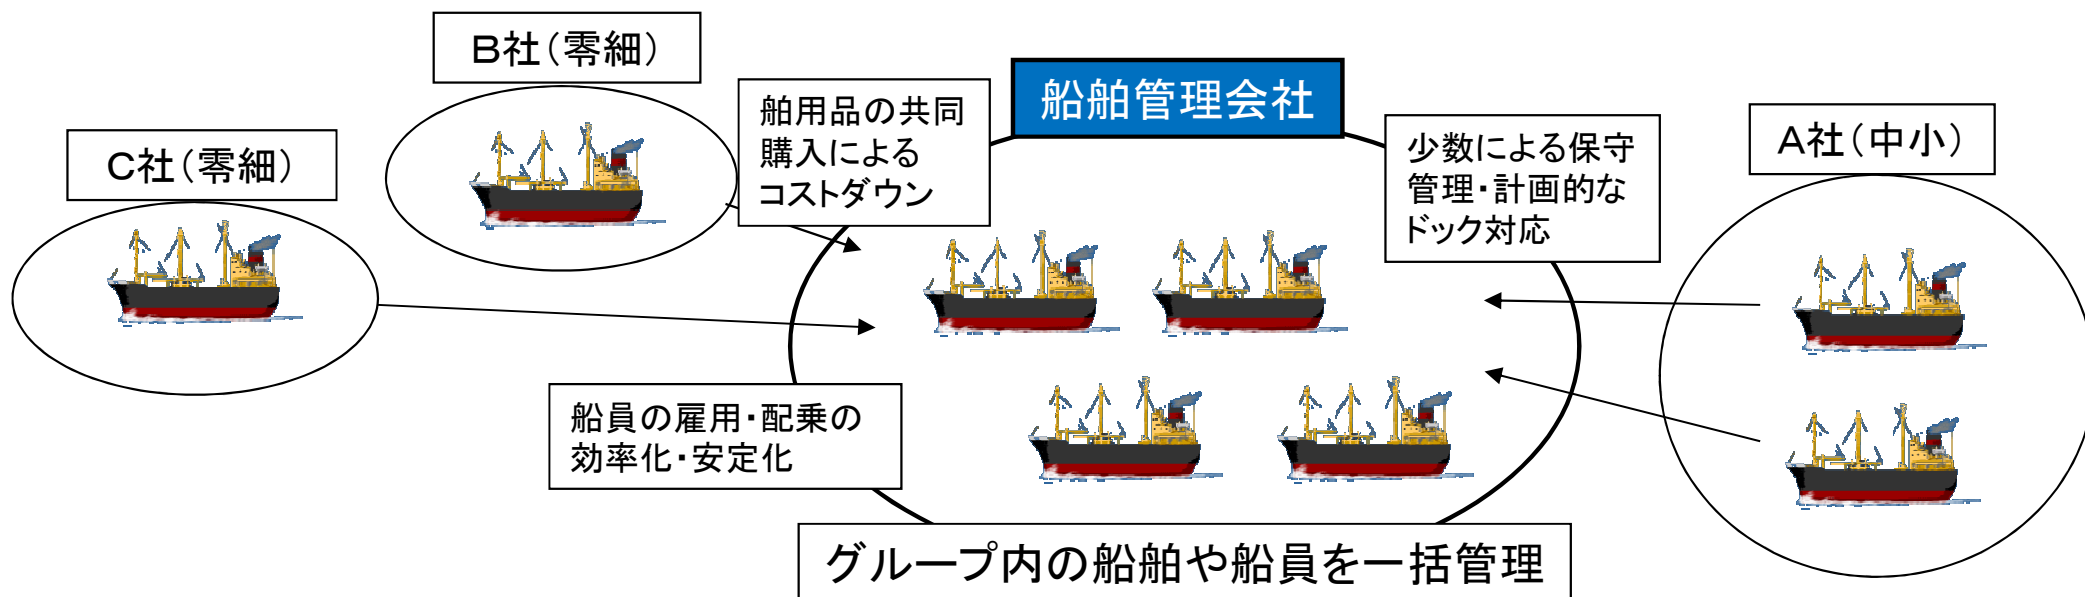 B社（零細）
船舶管理会社
C社（零細）
舶用品の共同
購入による
コストダウン
少数による保守
管理・計画的な
ドック対応
A社（中小）
船員の雇用・配乗の
効率化・安定化
グループ内の船舶や船員を一括管理